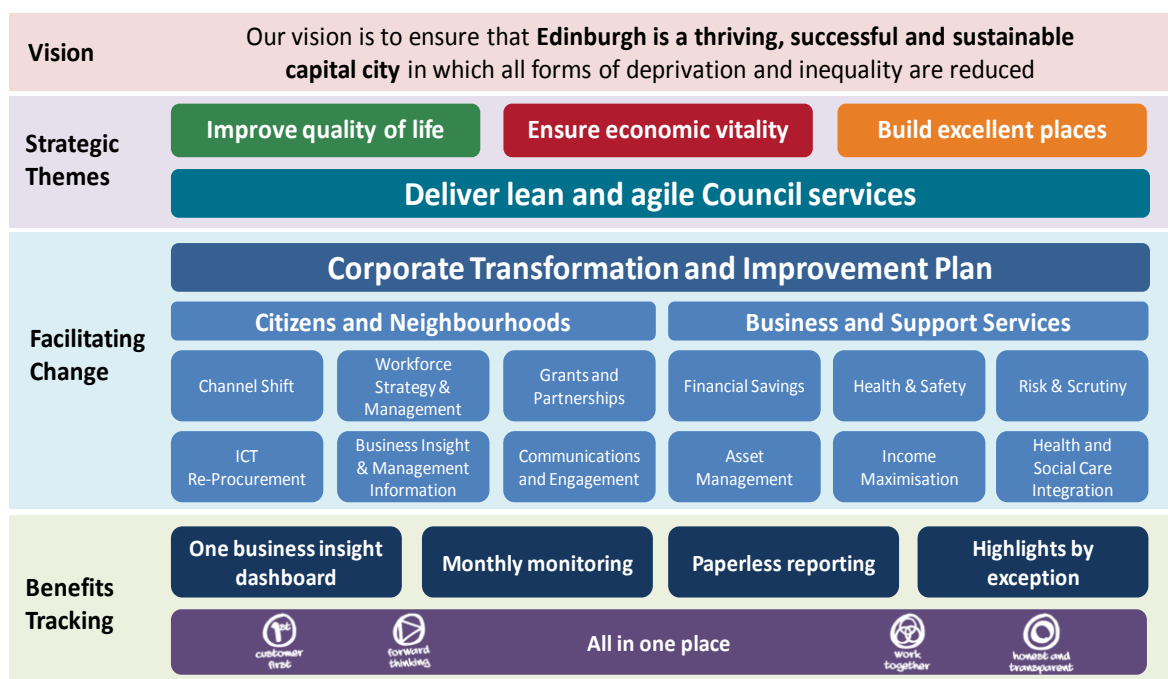 Vision
Our vision is to ensure that Edinburgh is a thriving, successful and sustainable
capital city in which all forms of deprivation and inequality are reduced
Strategic
Themes
Improve quality of life
Ensure economic vitality
Build excellent places
Deliver lean and agile Council services
Facilitating
Change
Corporate Transformation and Improvement Plan
Citizens and Neighbourhoods
Business and Support Services
Channel Shift
Workforce
Strategy &
Management
Grants and
Partnerships
Financial Savings
Health & Safety
Risk & Scrutiny
ICT
Re-Procurement
Business Insight
& Management
Information
Communications
and Engagement
Asset
Management
Income
Maximisation
Health and
Social Care
Integration
Benefits
Tracking
One business insight
dashboard
Monthly monitoring
Paperless reporting
Highlights by
exception
1st
customer
first
forward
thinking
All in one place
work
together
honest and
transparent